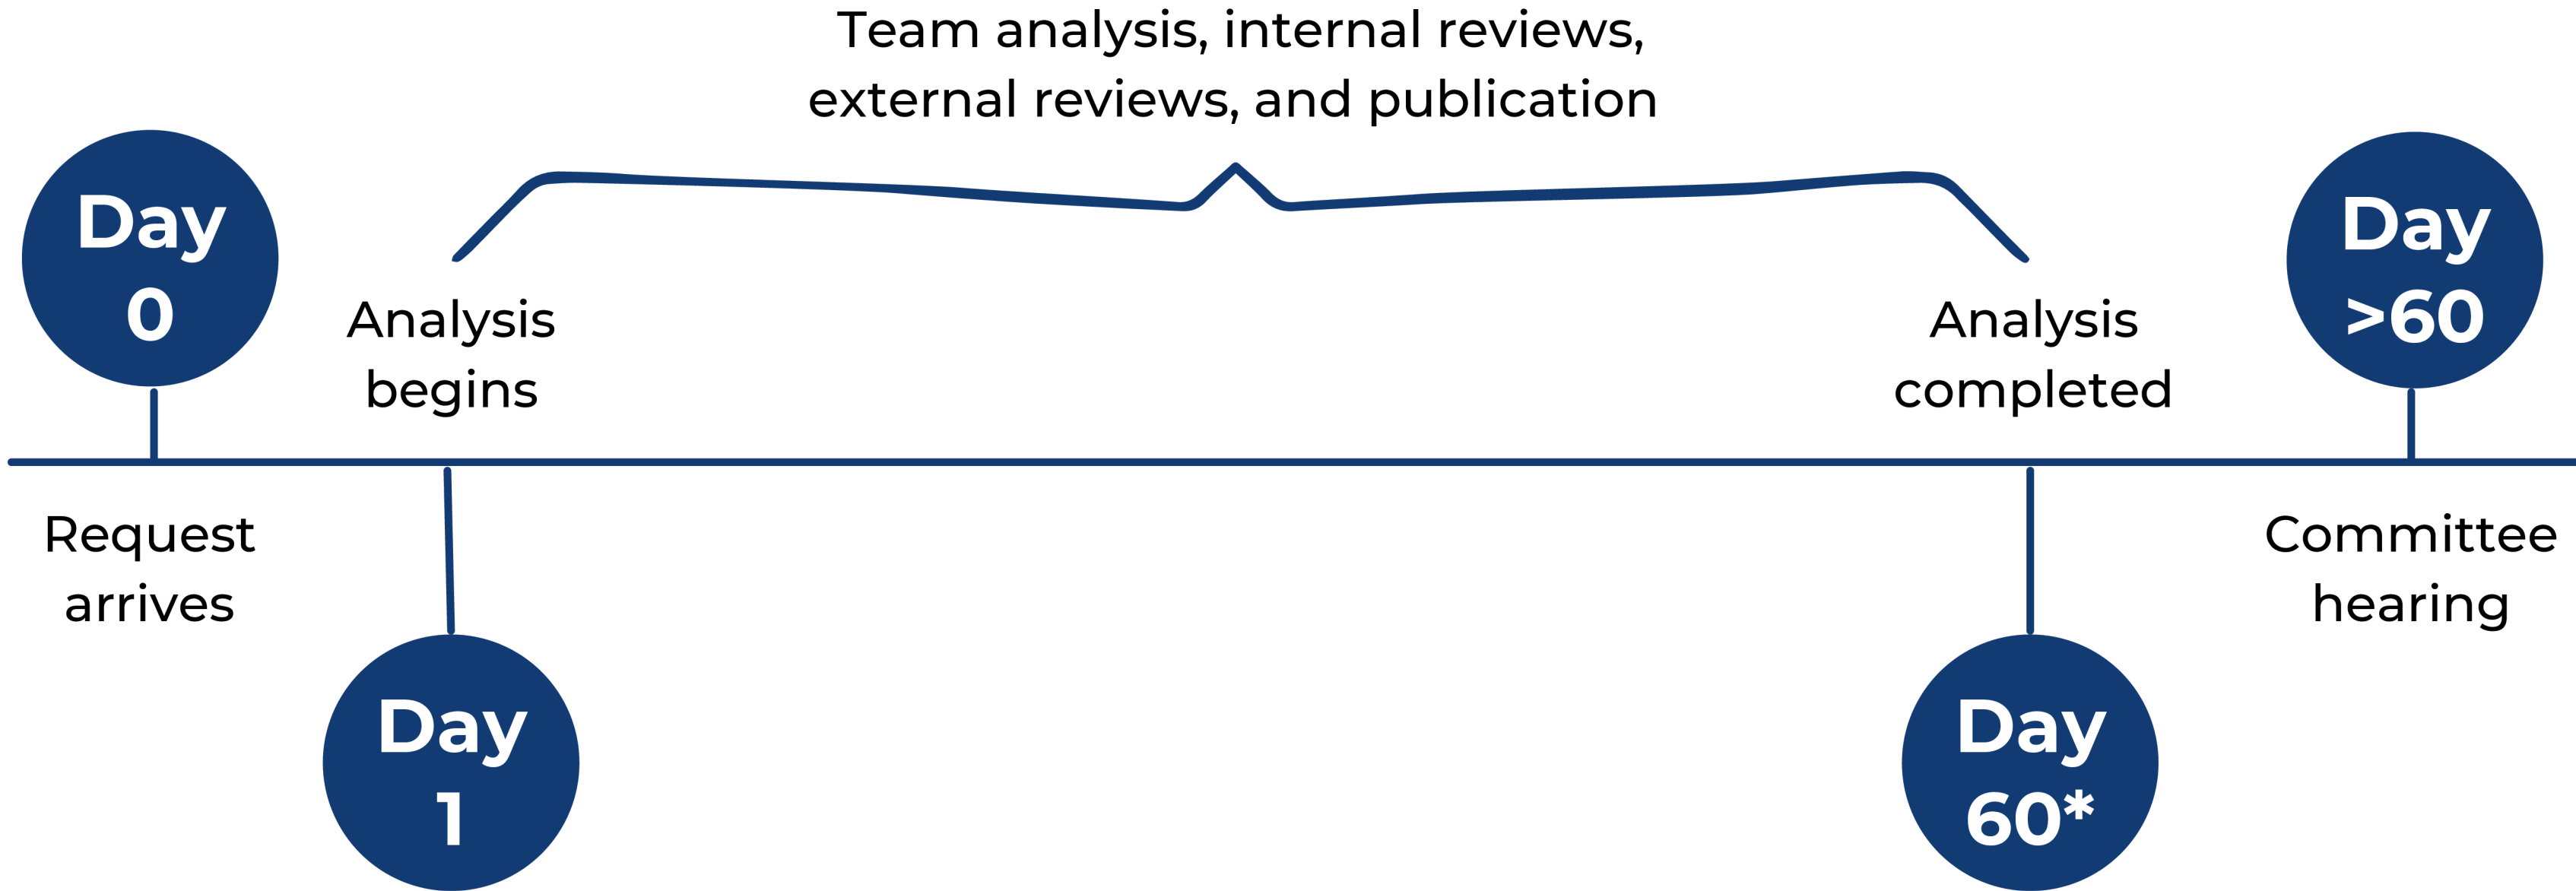 Team analysis, internal reviews,
external reviews, and publication
Day
0
Analysis
begins
Analysis
completed
Day
>60
Request
arrives
Day
1
Day
60*
Committee
hearing